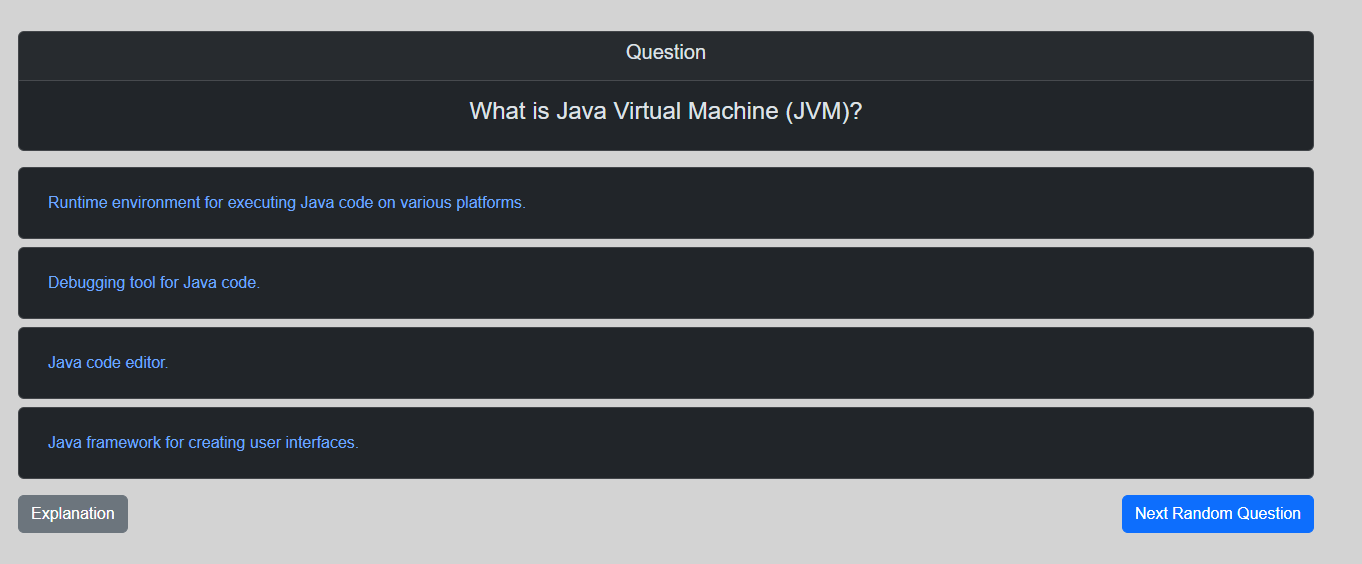 Question
What is Java Virtual Machine (JVM)?
Runtime environment for executing Java code on various platforms.
Debugging tool for Java code.
Java code editor.
Java framework for creating user interfaces.
Explanation
Next Random Question